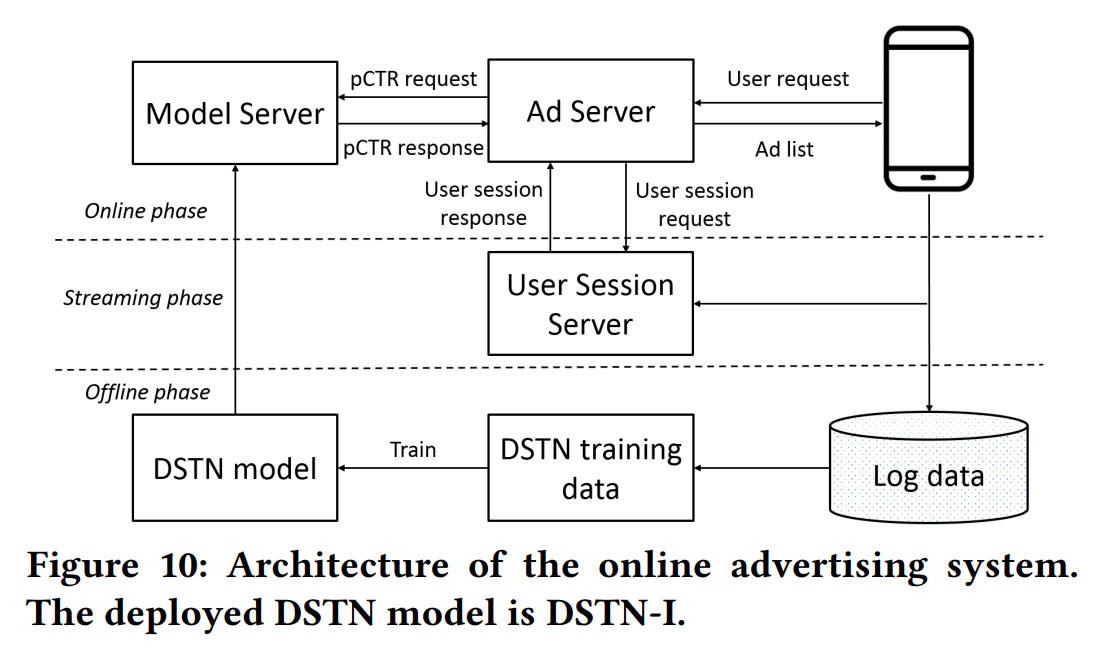 pCTR request
User request
Model Server
Ad Server
pCTR response
Ad list
User session
response
User session
request
Online phase
Streaming phase
User Session
Server
Offline phase
DSTN model
Train
DSTN training
data
Log data
Figure 10: Architecture of the online advertising system.
The deployed DSTN model is DSTN-I.